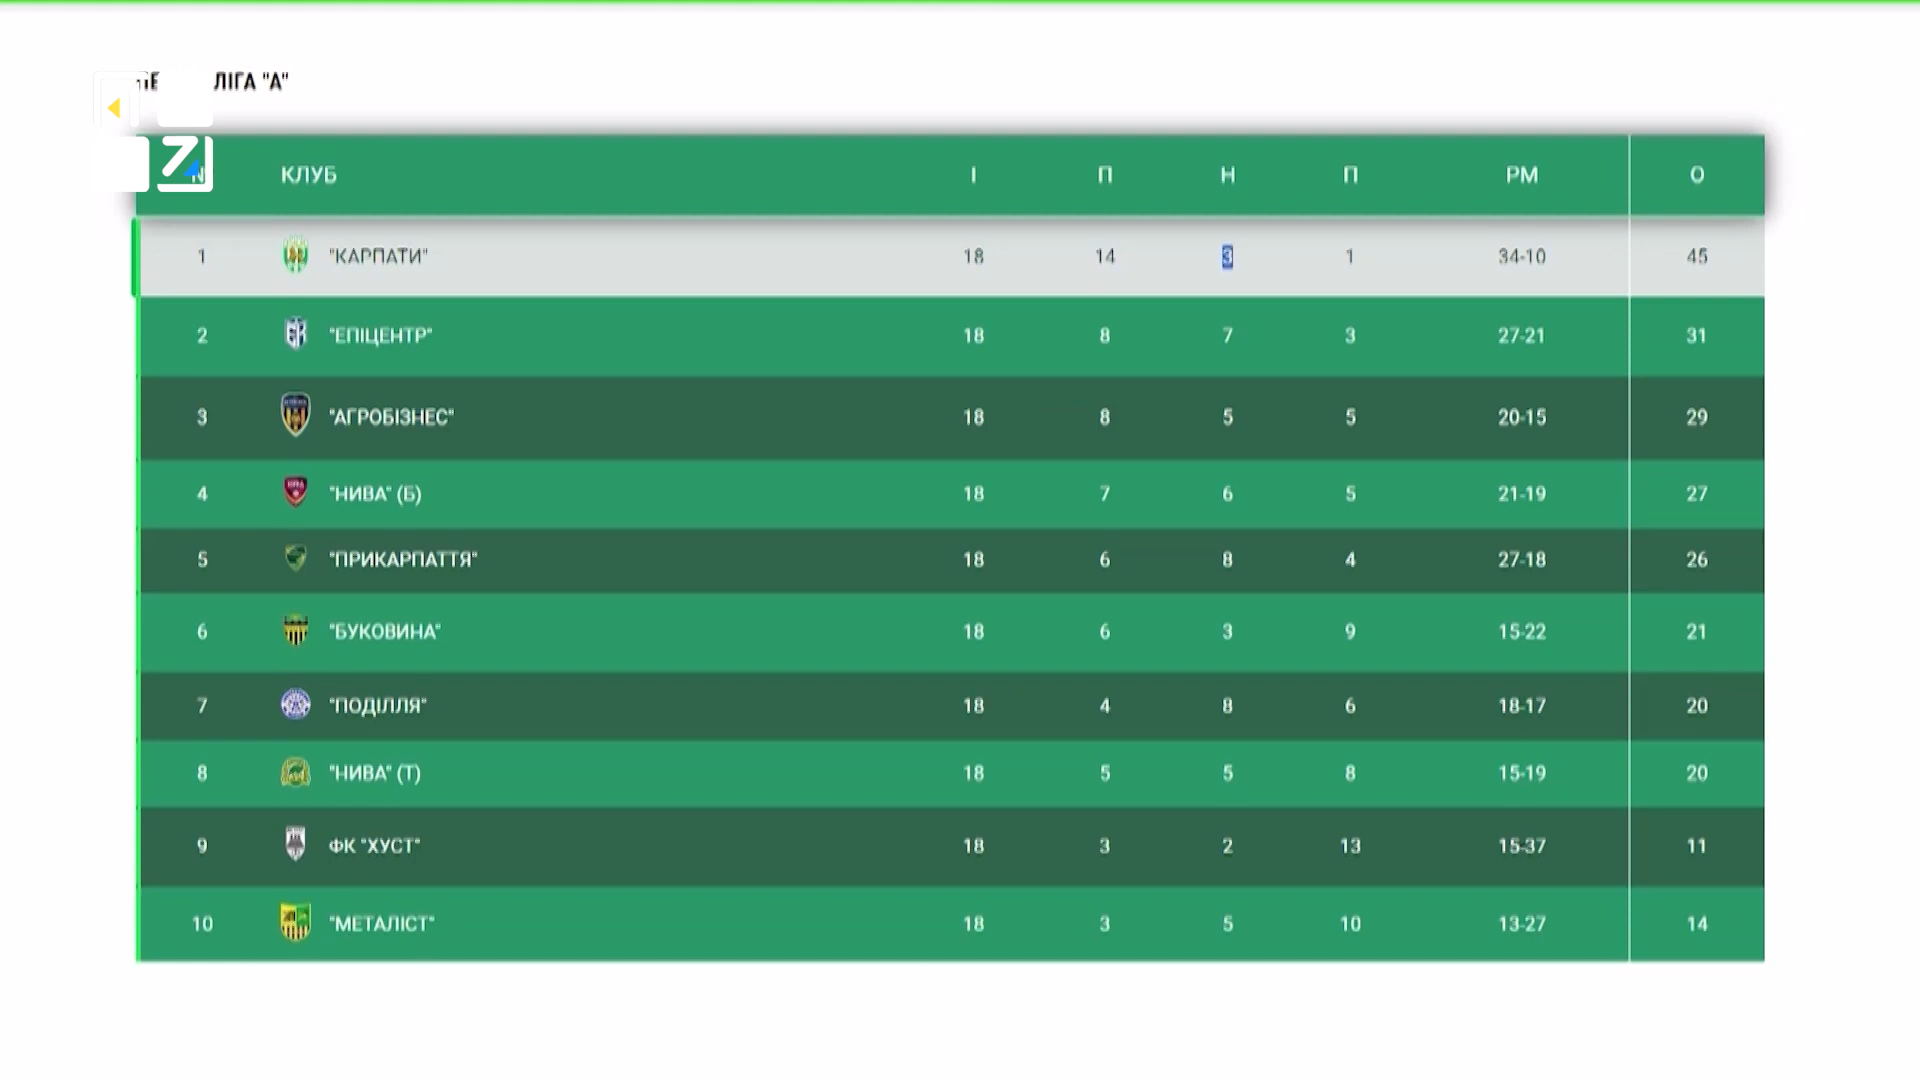 ЛІГА "А"
КЛУБ І П Н П РМ О
1 "КАРПАТИ" 18 14 3 1 34-10 45
2 "ЕПІЦЕНТР" 18 8 7 3 27-21 31
3 "АГРОБІЗНЕС" 18 8 5 5 20-15 29
4 "НИВА" (Б) 18 7 6 5 21-19 27
5 "ПРИКАРПАТТЯ" 18 6 8 4 27-18 26
6 "БУКОВИНА" 18 6 3 9 15-22 21
7 "ПОДІЛЛЯ" 18 4 8 6 18-17 20
8 "НИВА" (Т) 18 5 5 8 15-19 20
9 ФК "ХУСТ" 18 3 2 13 15-37 11
10 "МЕТАЛІСТ" 18 3 5 10 13-27 14